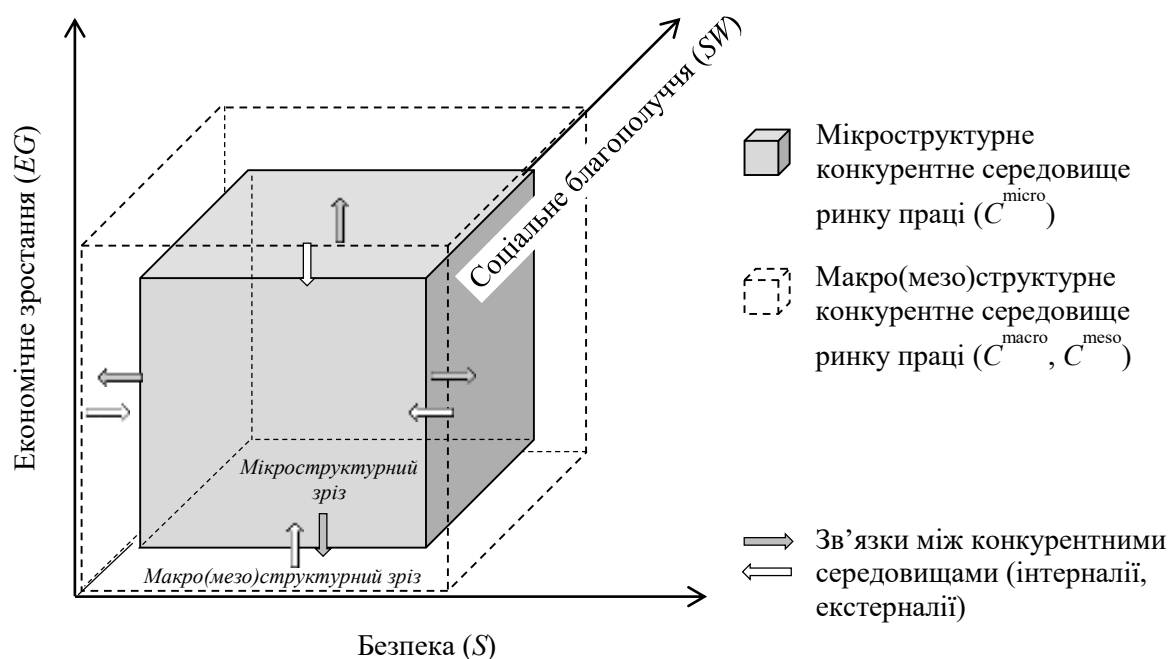 Економічне зростання (EG)
Соціальне благополуччя (SW)
Мікроструктурний
зріз
Макро(мезо)структурний зріз
Безпека (S)
Мікроструктурне
конкурентне середовище
ринку праці (C^micro)
Макро(мезо)структурне
конкурентне середовище
ринку праці (C^macro, C^meso)
Зв’язки між конкурентними
середовищами (інтерналії,
екстерналії)